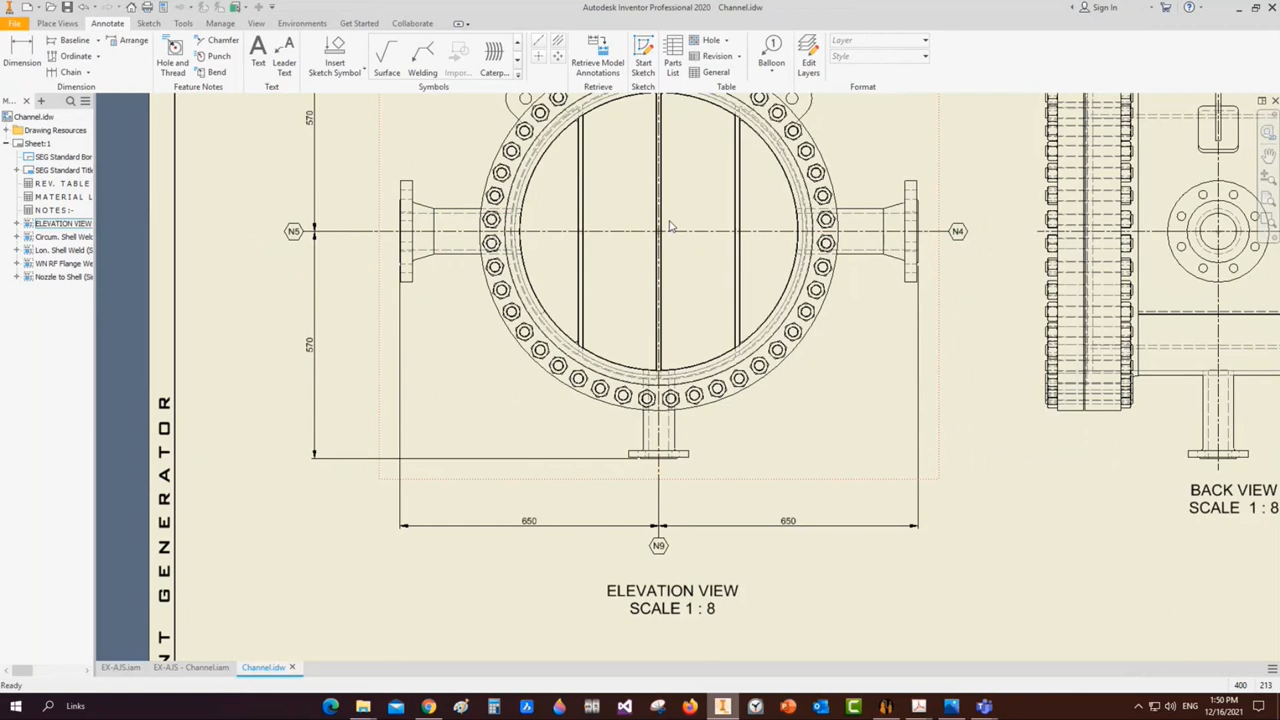 Autodesk Inventor Professional 2020 Channel.idw
Sign In
File Place Views Annotate Sketch Tools Manage View Environments Get Started Collaborate
Dimension
Baseline
Ordinate
Chain
Arrange
Dimension
Hole and Thread
Chamfer
Punch
Bend
Feature Notes
Text
Leader Text
Text
Insert Sketch Symbol
Surface
Welding
Impor...
Caterp...
Symbols
Retrieve Model Annotations
Retrieve
Start Sketch
Sketch
Parts List
Hole
Revision
General
Table
Balloon
Edit Layers
Layer
Style
Format
M...
Channel.idw
Drawing Resources
Sheet:1
SEG Standard Bor
SEG Standard Titl
REV. TABLE
MATERIAL L
NOTES:-
ELEVATION VIEW
Circum. Shell Weld
Lon. Shell Weld (S
WN RF Flange We
Nozzle to Shell (Se
570
N5
N4
570
650
650
N9
ELEVATION VIEW
SCALE 1 : 8
BACK VIEW
SCALE 1 : 8
NT GENERATOR
EX-AJS.iam
EX-AJS - Channel.iam
Channel.idw
Ready
400
213
Links
1:50 PM
12/16/2021